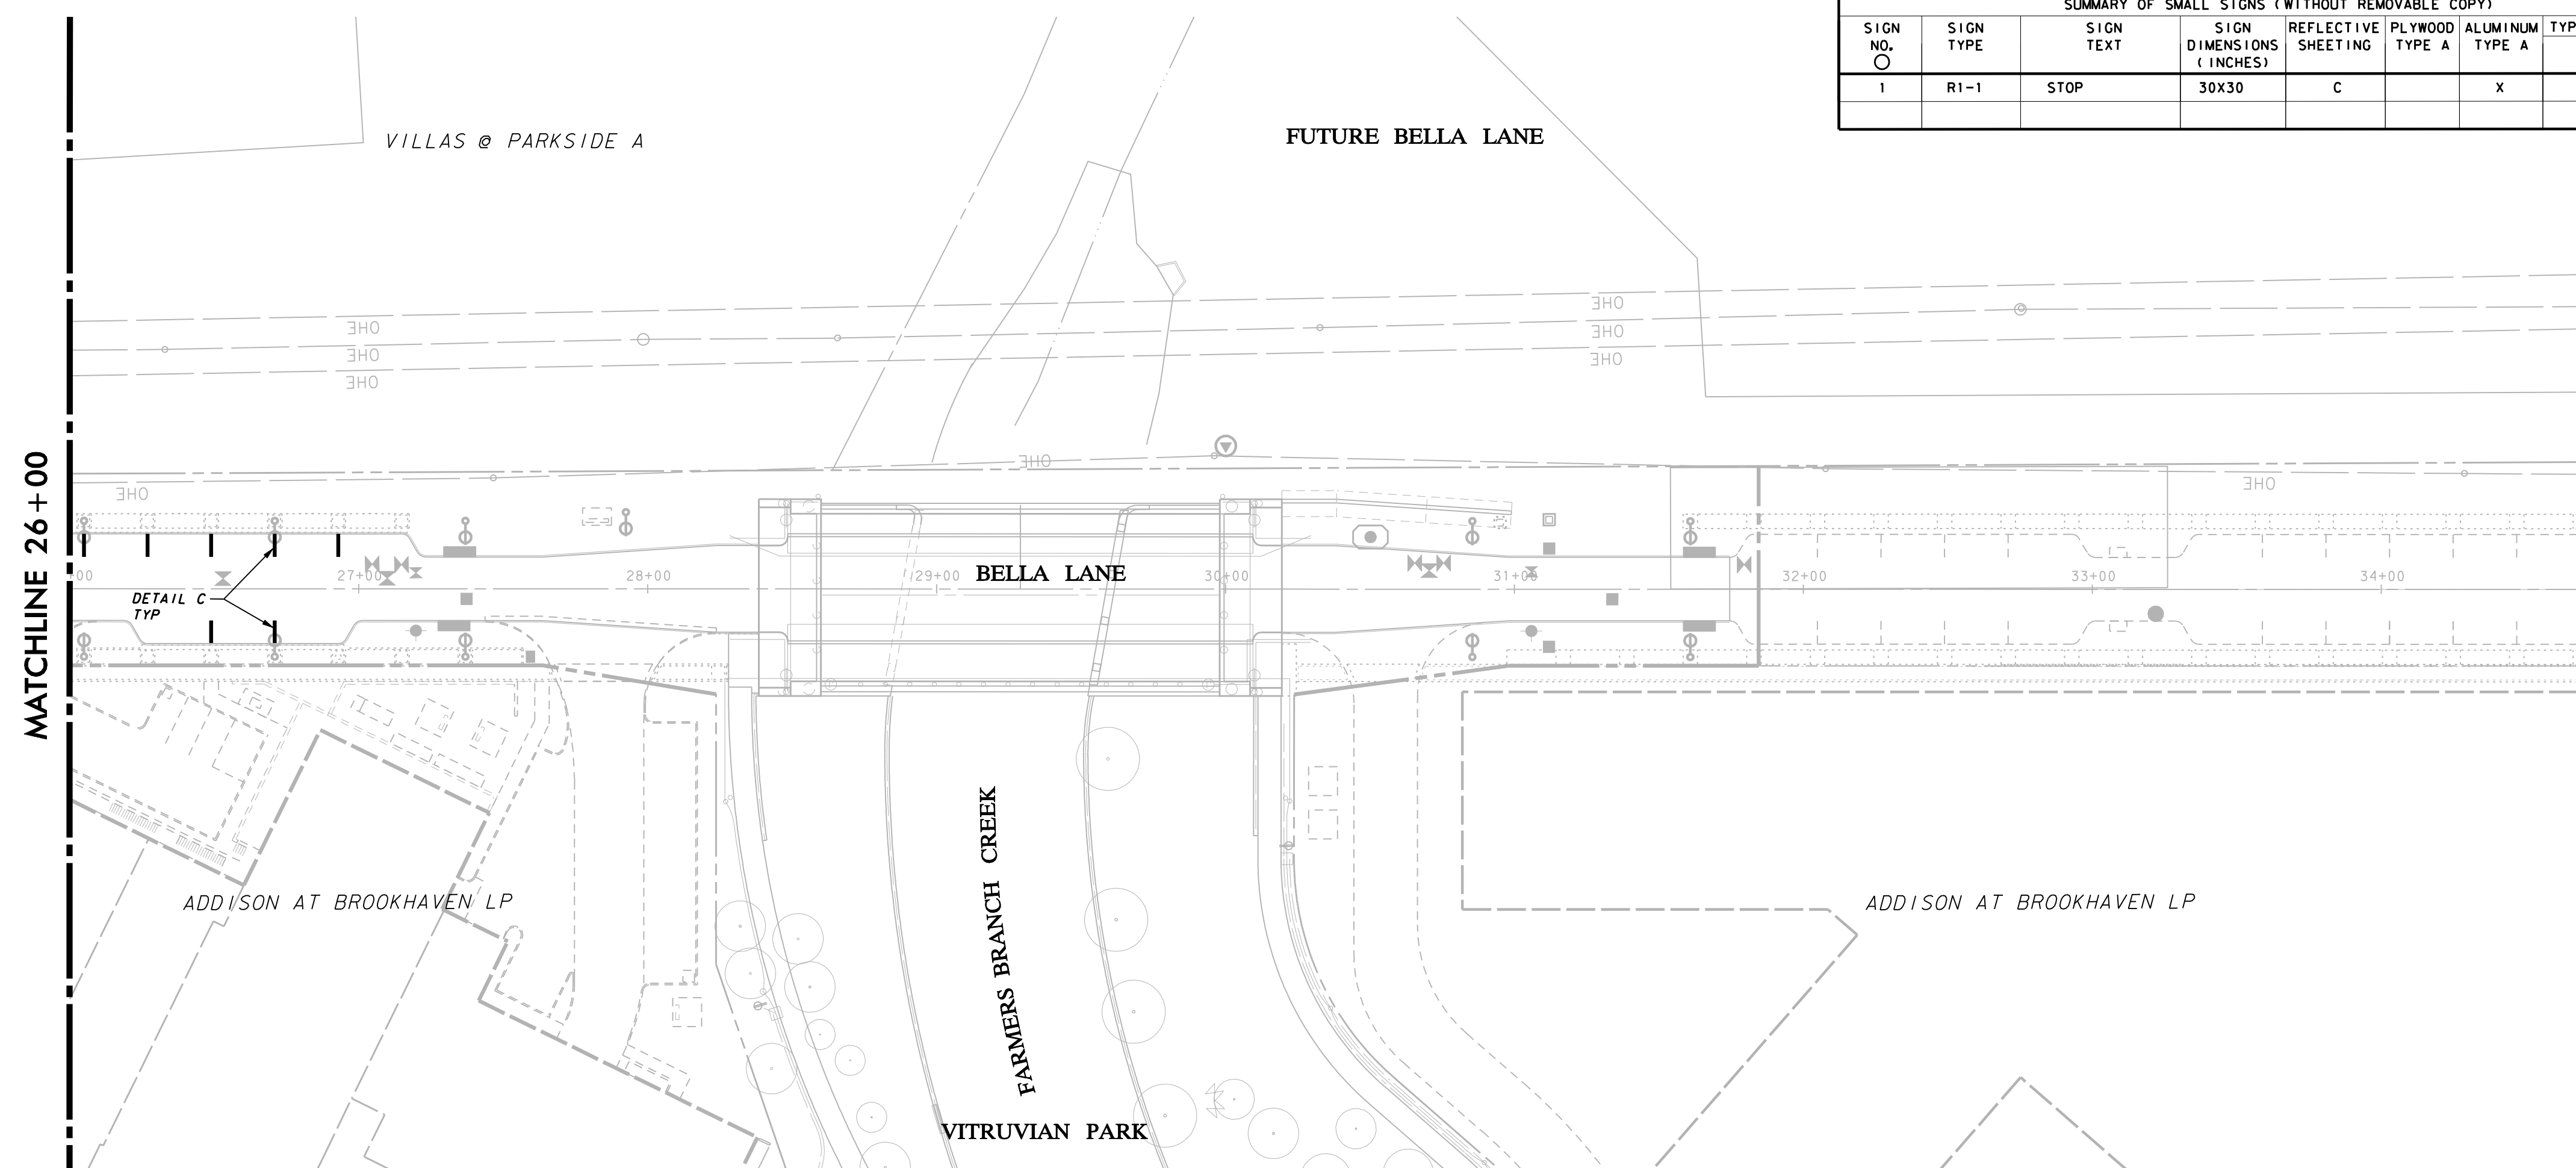 SUMMARY OF SMALL SIGNS (WITHOUT REMOVABLE COPY)
SIGN NO. SIGN TYPE SIGN TEXT SIGN DIMENSIONS (INCHES) REFLECTIVE SHEETING PLYWOOD TYPE A ALUMINUM TYPE A TYP
1 R1-1 STOP 30X30 C X
VILLAS @ PARKSIDE A
FUTURE BELLA LANE
OHE
OHE
OHE
OHE
OHE
OHE
OHE
OHE
OHE
MATCHLINE 26+00
+00 27+00 28+00 29+00 BELLA LANE 30+00 31+00 32+00 33+00 34+00
DETAIL C
TYP
FARMERS BRANCH CREEK
ADDISON AT BROOKHAVEN LP
ADDISON AT BROOKHAVEN LP
VITRUVIAN PARK